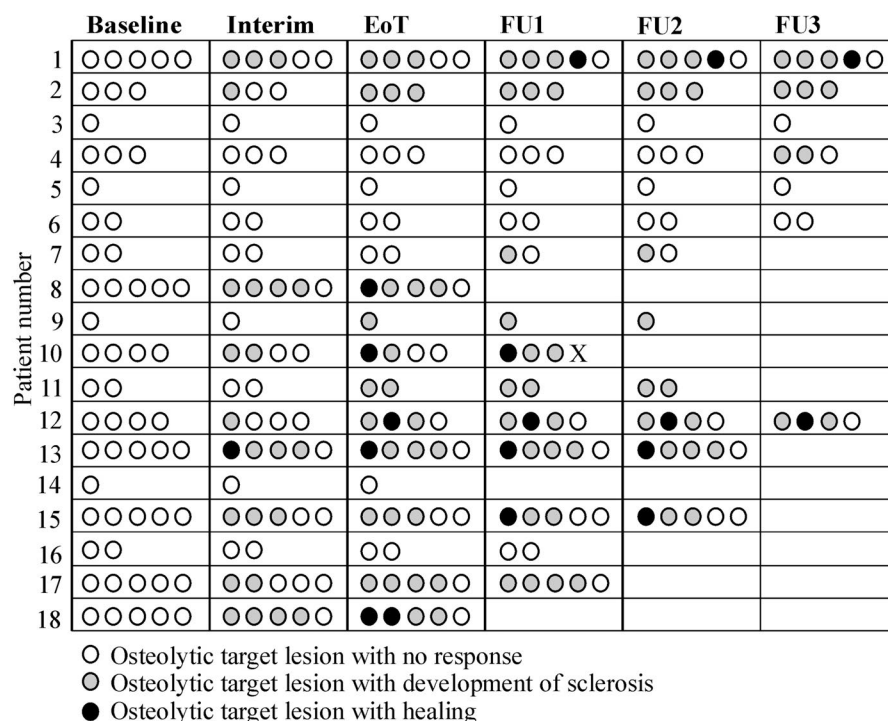 Baseline Interim EoT FU1 FU2 FU3
Patient number
1
2
3
4
5
6
7
8
9
10 X
11
12
13
14
15
16
17
18
Osteolytic target lesion with no response
Osteolytic target lesion with development of sclerosis
Osteolytic target lesion with healing